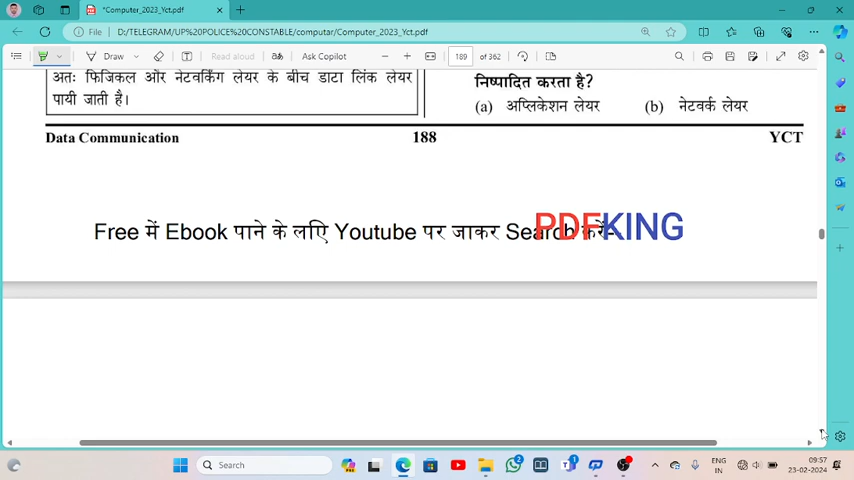 *Computer_2023_Yct.pdf
D:/TELEGRAM/UP%20POLICE%20CONSTABLE/computar/Computer_2023_Yct.pdf
Draw
Read aloud
Ask Copilot
189 of 362
अतः फिजिकल और नेटवर्किंग लेयर के बीच डाटा लिंक लेयर
पायी जाती है।
निष्पादित करता है?
(a) अप्लिकेशन लेयर (b) नेटवर्क लेयर
Data Communication 188 YCT
Free में Ebook पाने के लिए Youtube पर जाकर Search करें-
PDFKING
Search
2
ENG
IN
09:57
23-02-2024